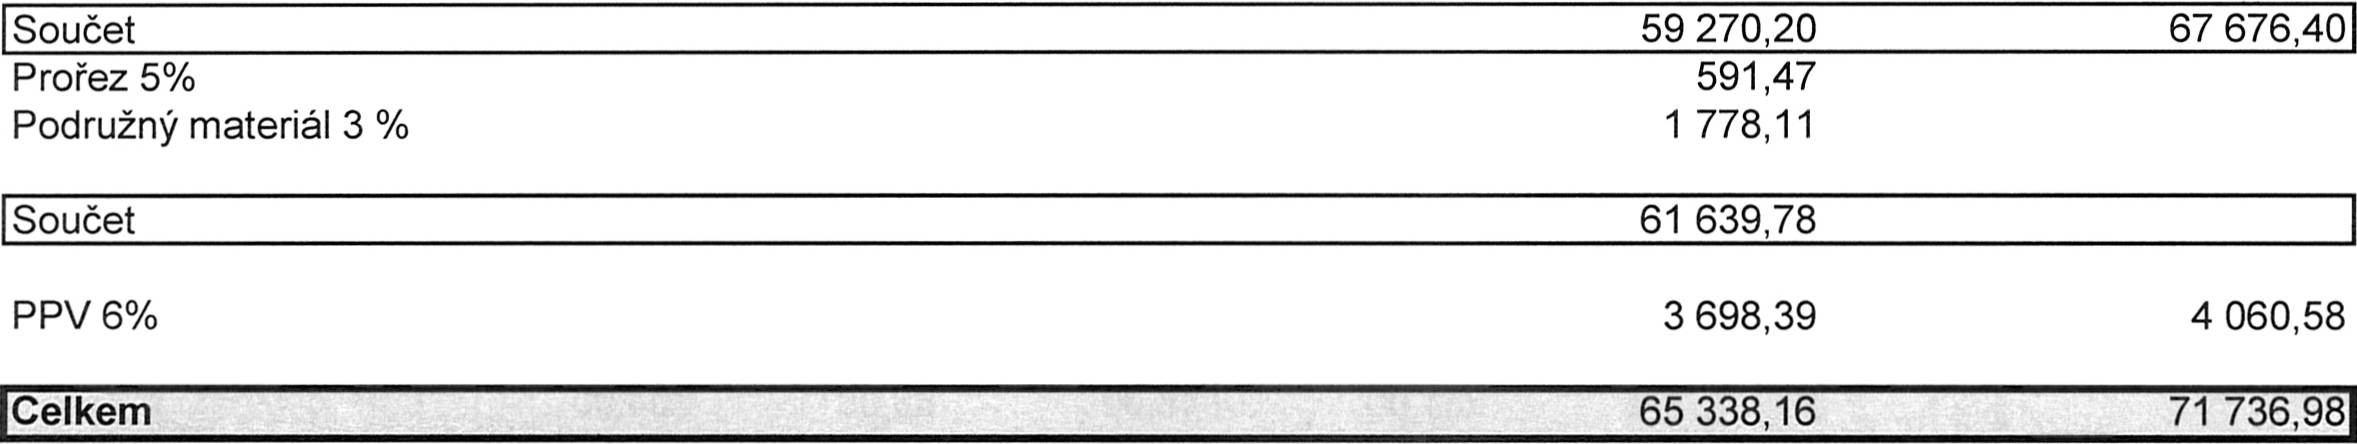 Součet 59 270,20 67 676,40
Prořez 5% 591,47
Podružný materiál 3 % 1 778,11
Součet 61 639,78
PPV 6% 3 698,39 4 060,58
Celkem 65 338,16 71 736,98